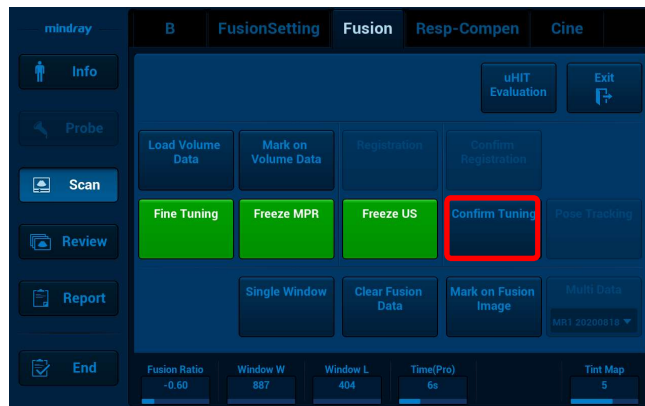 mindray
B FusionSetting Fusion Resp-Compen Cine
Info
uHIT
Evaluation
Exit
Probe
Load Volume
Data
Mark on
Volume Data
Registration
Confirm
Registration
Scan
Fine Tuning
Freeze MPR
Freeze US
Confirm Tuning
Pose Tracking
Review
Report
Single Window
Clear Fusion
Data
Mark on Fusion
Image
Multi Data
MR1 20200818
End
Fusion Ratio
-0.60
Window W
887
Window L
404
Time(Pro)
6s
Tint Map
5